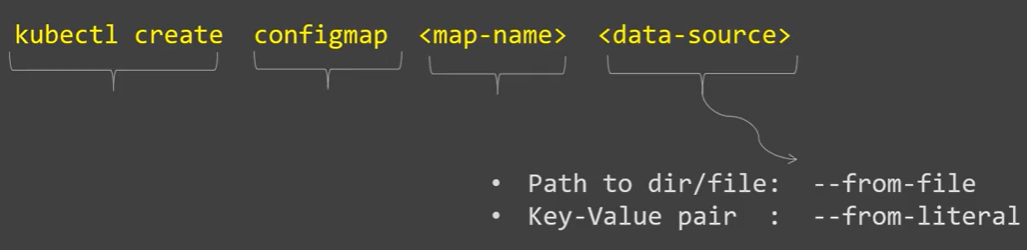 kubectl create configmap <map-name> <data-source>
• Path to dir/file: --from-file
• Key-Value pair : --from-literal